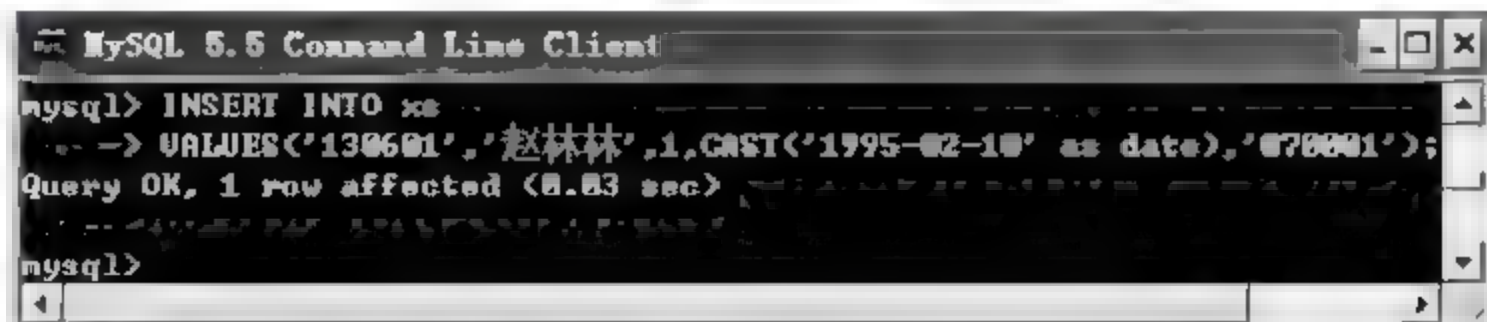 MySQL 5.5 Command Line Client
mysql> INSERT INTO xs
    -> VALUES('130601','赵林林',1,CAST('1995-02-10' as date),'070001');
Query OK, 1 row affected (0.03 sec)
mysql>